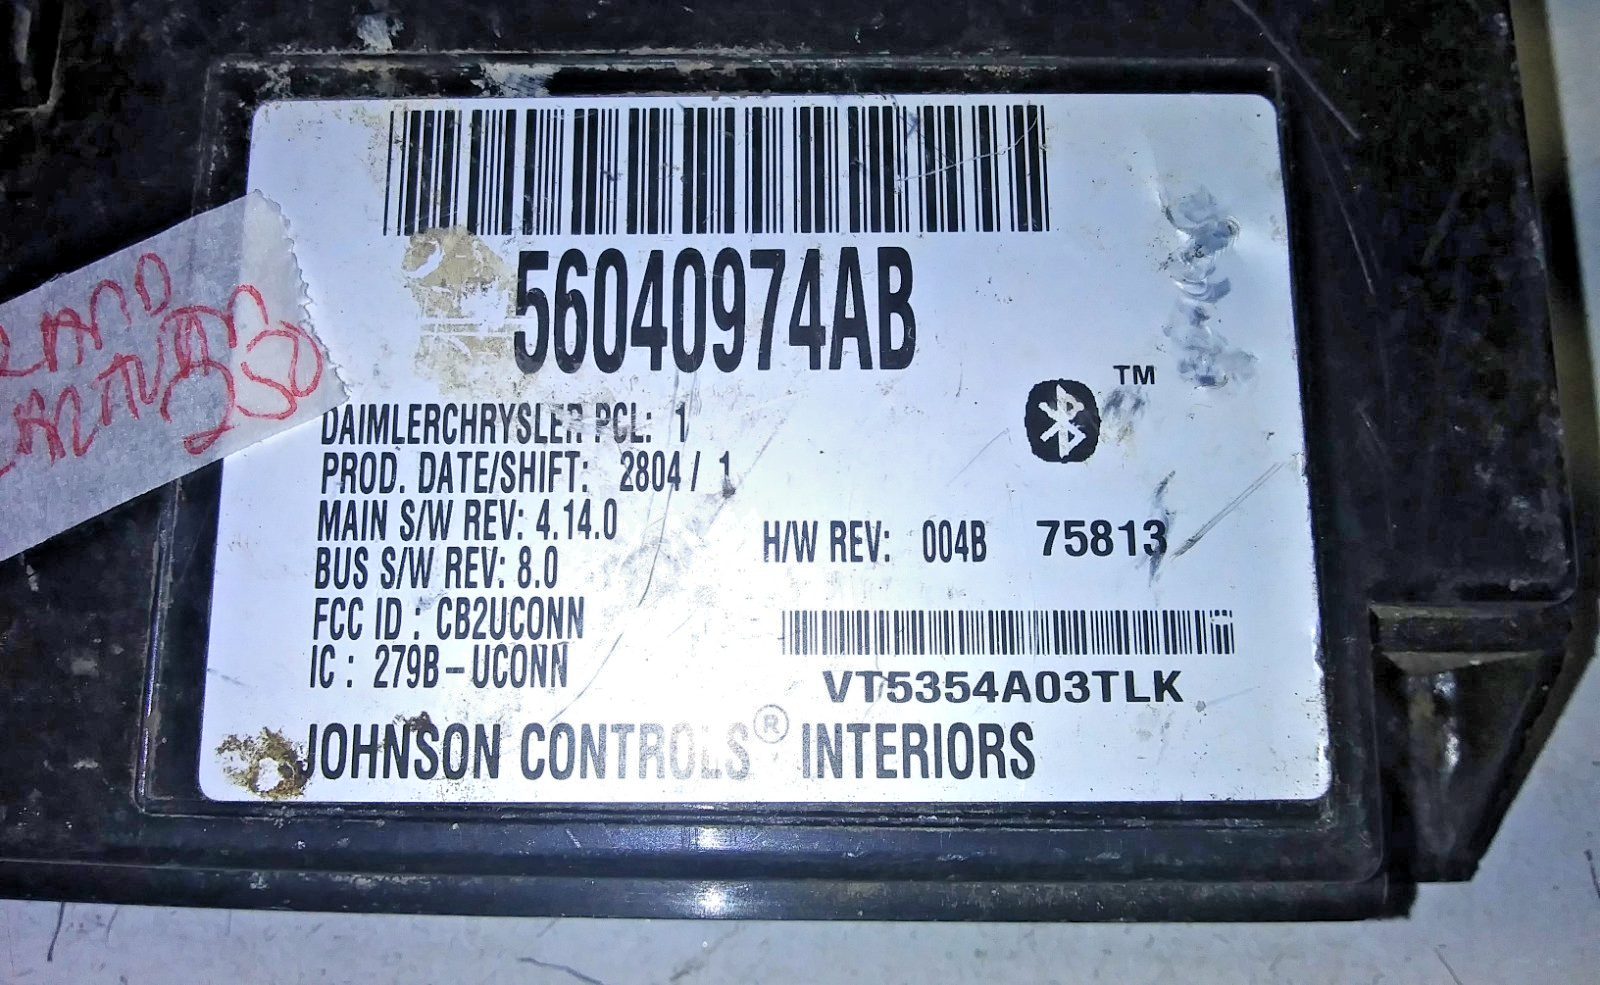 56040974AB
TM
DAIMLERCHRYSLER PCL: 1
PROD. DATE/SHIFT: 2804 / 1
MAIN S/W REV: 4.14.0
H/W REV: 004B 75813
BUS S/W REV: 8.0
FCC ID : CB2UCONN
IC : 279B-UCONN
VT5354A03TLK
JOHNSON CONTROLS® INTERIORS
250